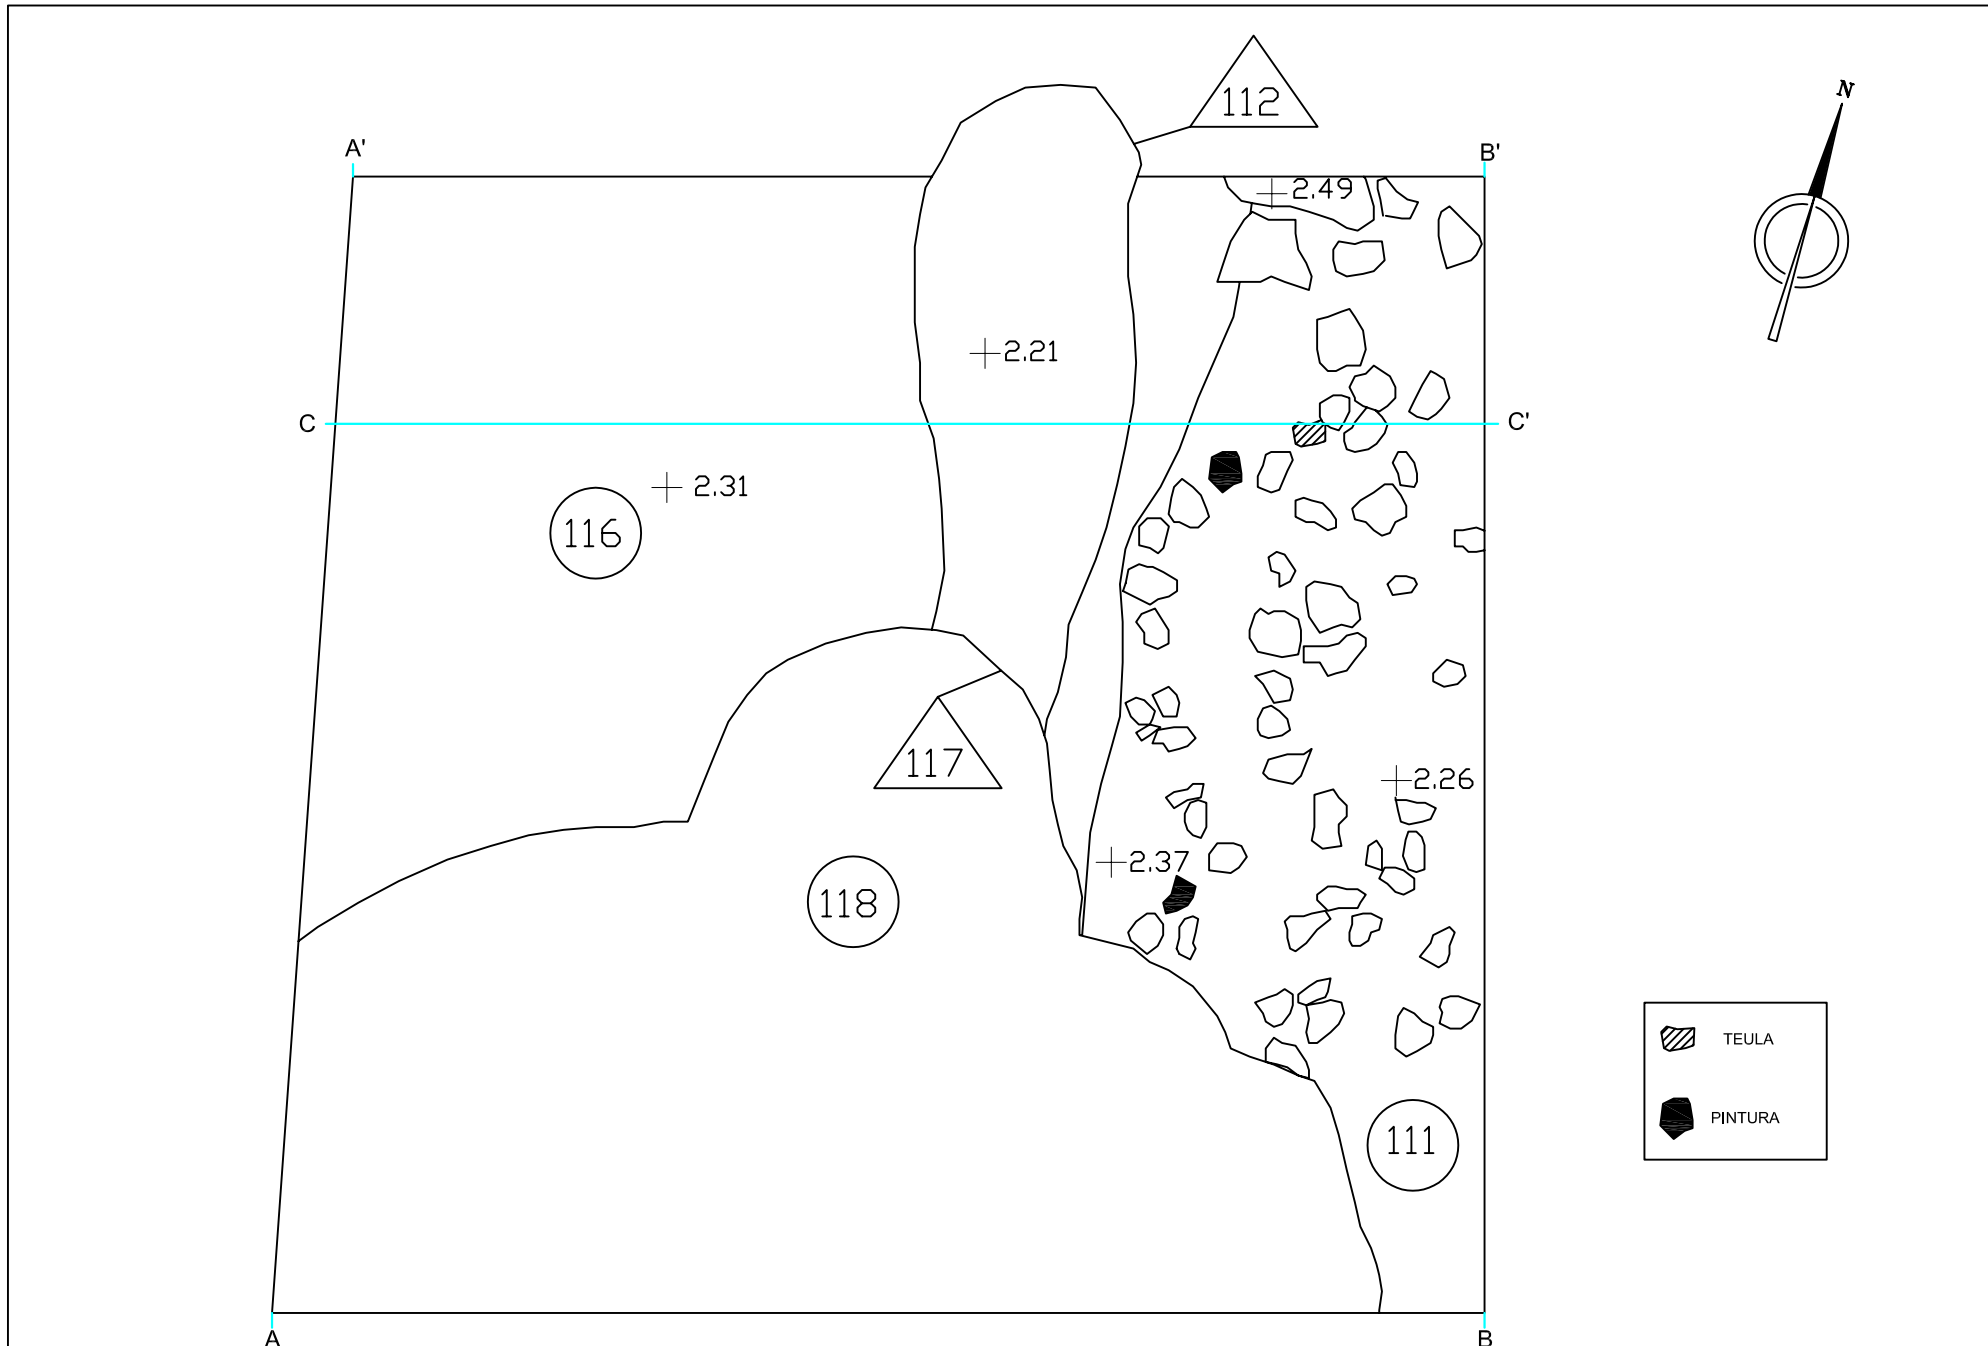 112
N
A'
B'
2.49
2.21
C
C'
2.31
116
117
2.26
2.37
118
TEULA
PINTURA
111
A
B